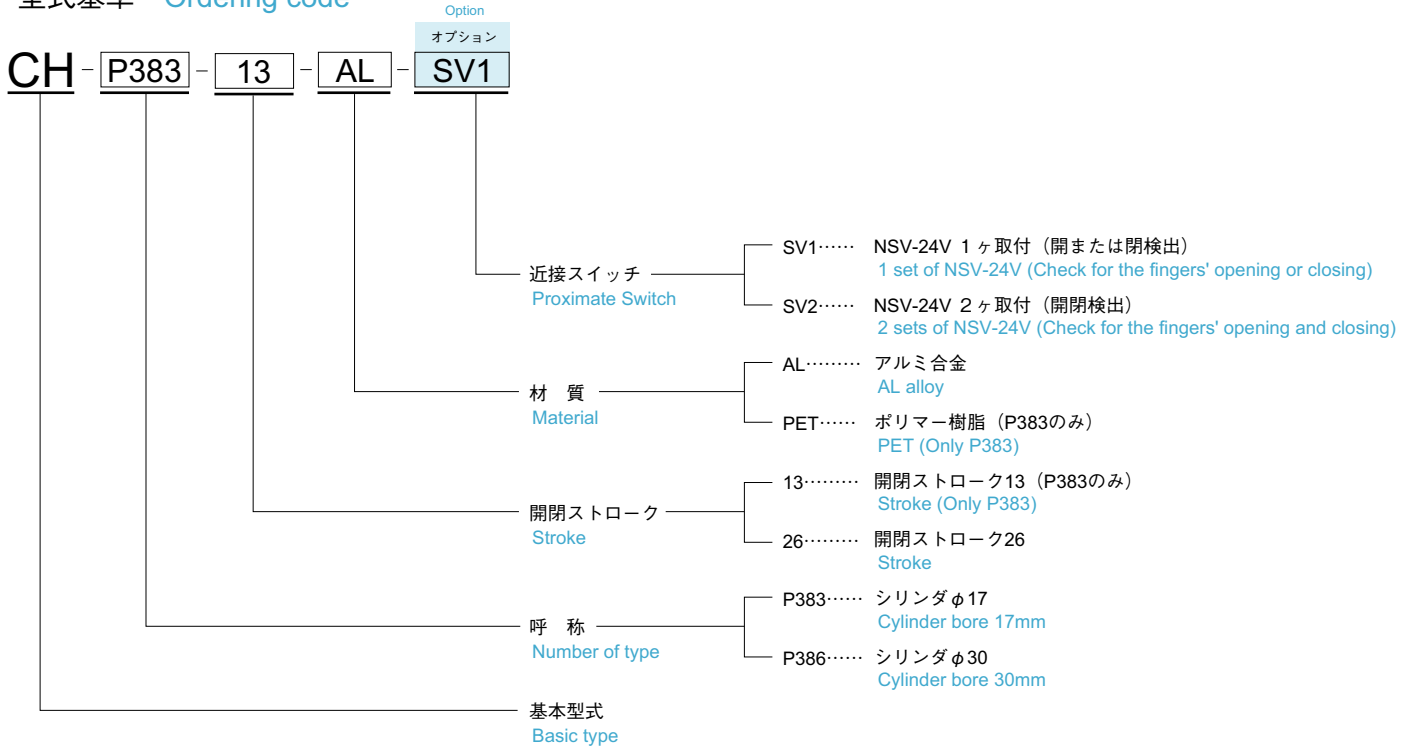 型式基準 Ordering code
Option
オプション
CH - P383 - 13 - AL - SV1
近接スイッチ
Proximate Switch
SV1…… NSV-24V 1ヶ取付（開または閉検出）
1 set of NSV-24V (Check for the fingers' opening or closing)
SV2…… NSV-24V 2ヶ取付（開閉検出）
2 sets of NSV-24V (Check for the fingers' opening and closing)
材 質
Material
AL……… アルミ合金
AL alloy
PET…… ポリマー樹脂（P383のみ）
PET (Only P383)
開閉ストローク
Stroke
13……… 開閉ストローク13（P383のみ）
Stroke (Only P383)
26……… 開閉ストローク26
Stroke
呼 称
Number of type
P383…… シリンダφ17
Cylinder bore 17mm
P386…… シリンダφ30
Cylinder bore 30mm
基本型式
Basic type